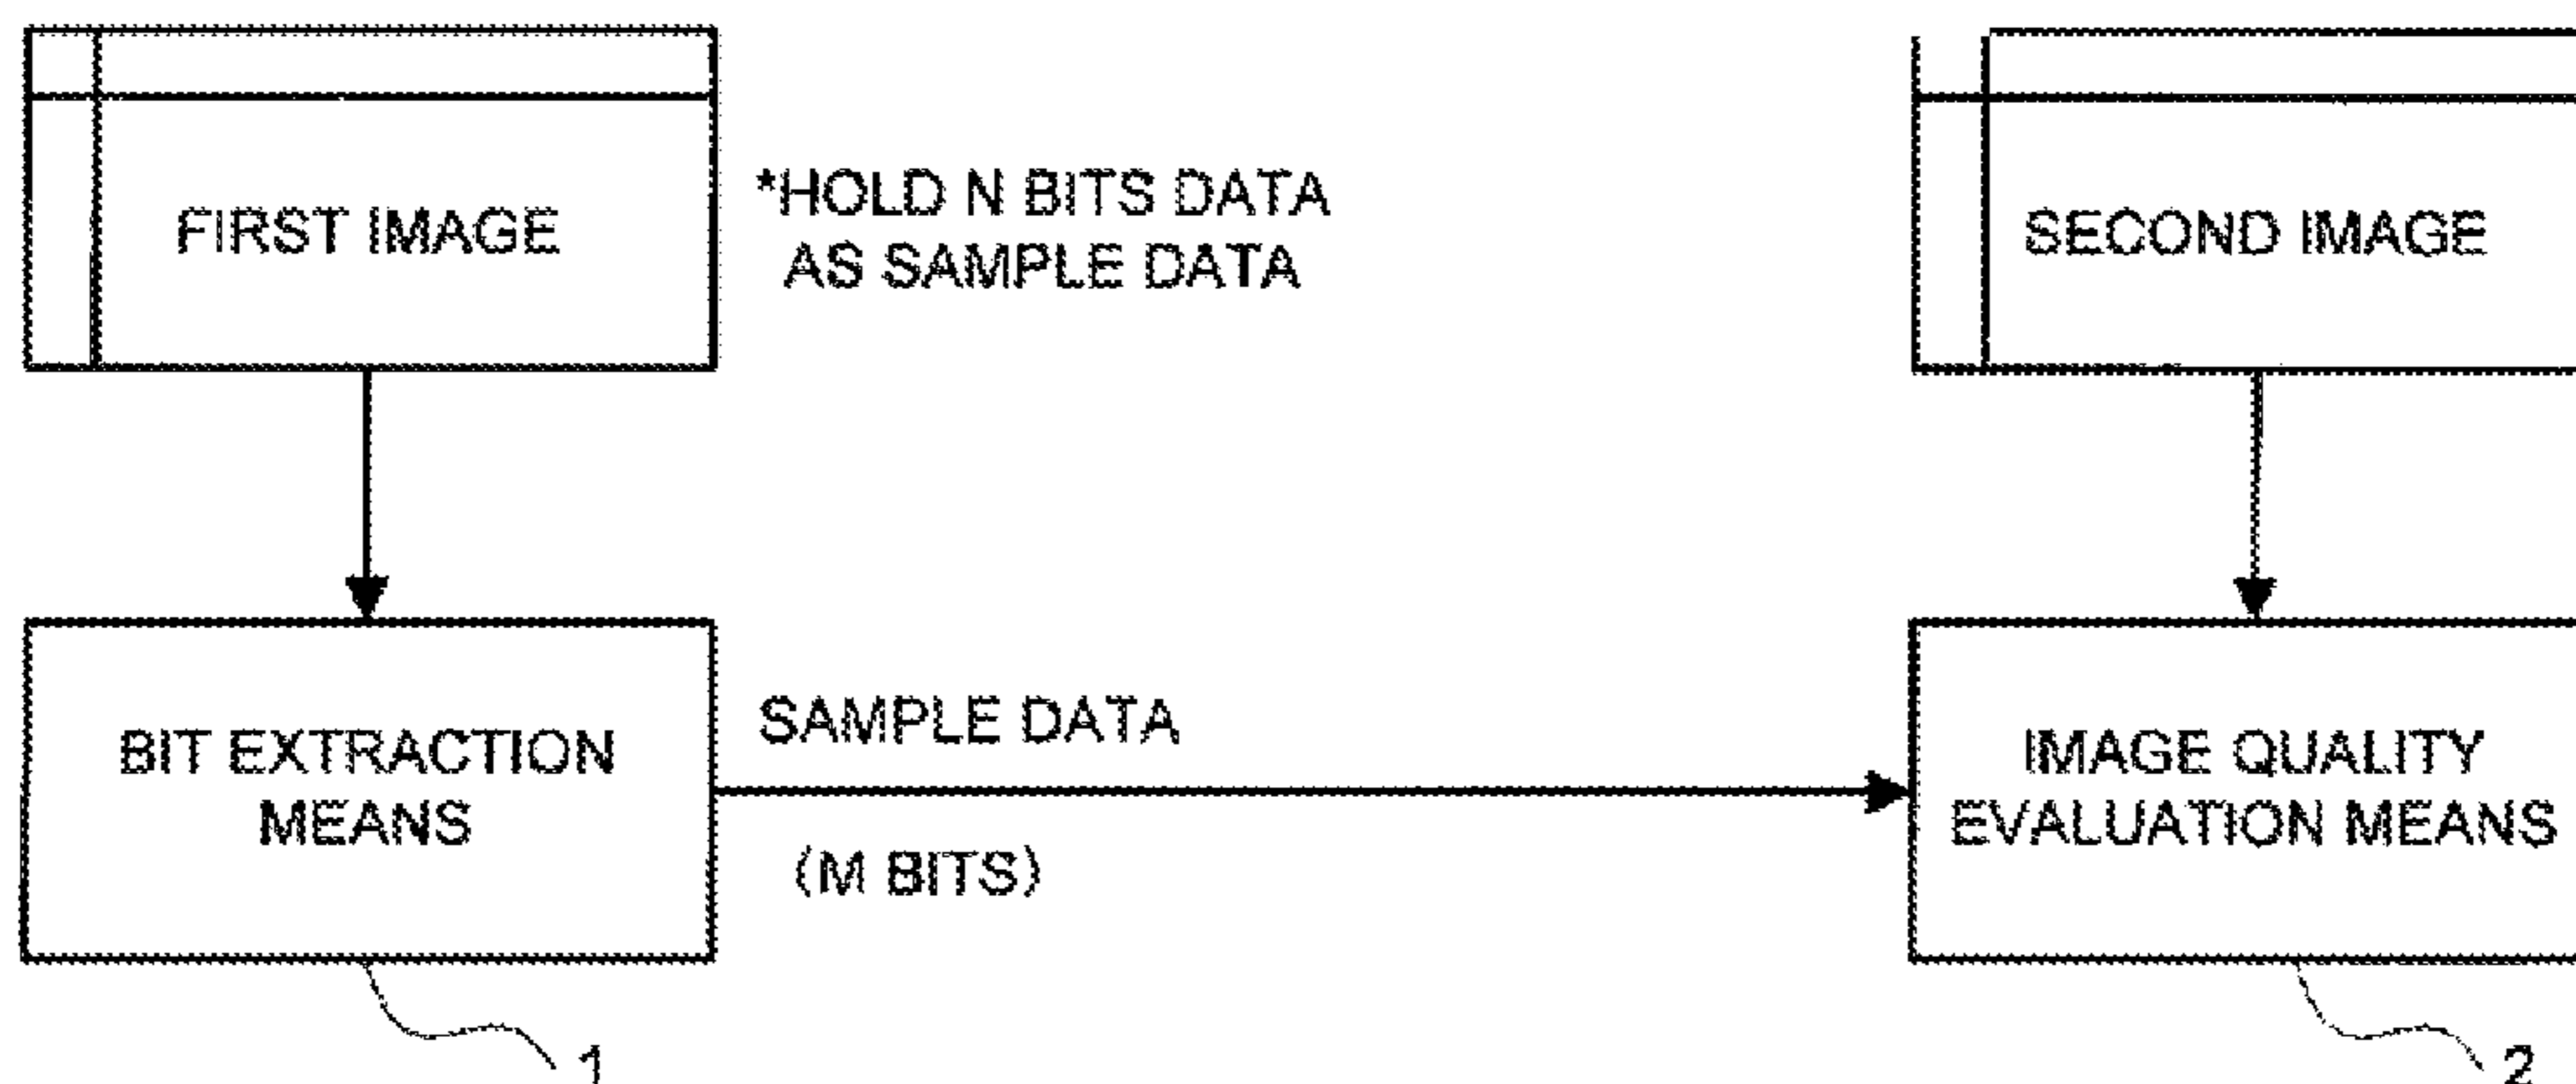 FIRST IMAGE
*HOLD N BITS DATA
AS SAMPLE DATA
SECOND IMAGE
BIT EXTRACTION
MEANS
SAMPLE DATA
(M BITS)
IMAGE QUALITY
EVALUATION MEANS
1
2